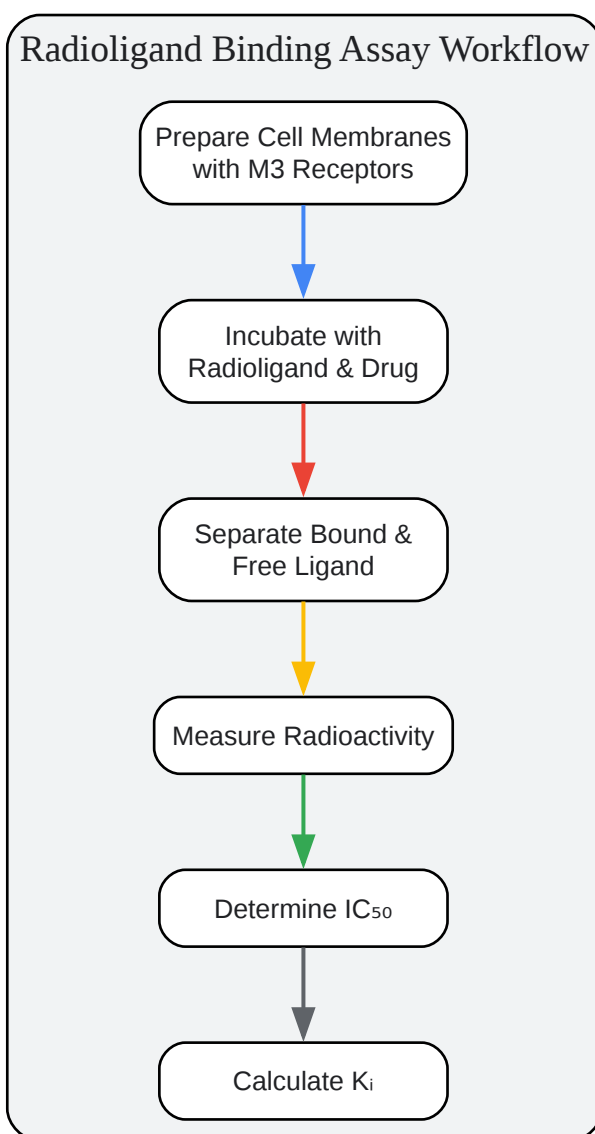 Radioligand Binding Assay Workflow
Prepare Cell Membranes
with M3 Receptors
Incubate with
Radioligand & Drug
Separate Bound &
Free Ligand
Measure Radioactivity
Determine IC₅₀
Calculate Kᵢ